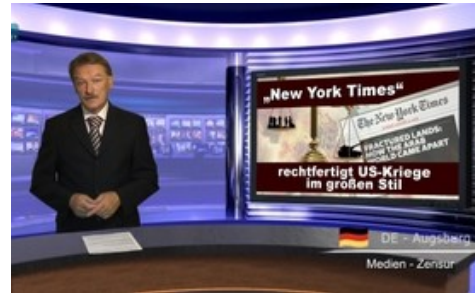 „New York Times“
The New York Times
FRACTURED LANDS:
HOW THE ARAB
WORLD CAME APART
rechtfertigt US-Kriege
im großen Stil
DE - Augsburg
Medien - Zensur